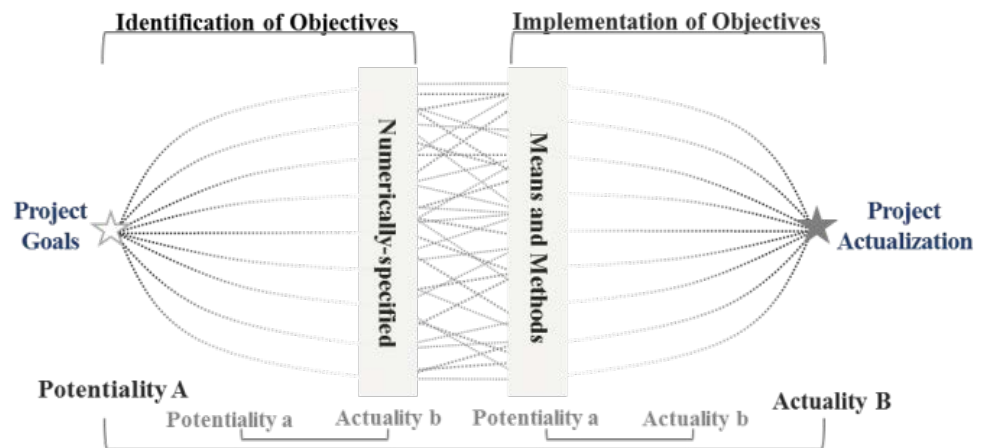 Identification of Objectives
Implementation of Objectives
Project
Goals
Numerically-specified
Means and Methods
Project
Actualization
Potentiality A
Actuality B
Potentiality a
Actuality b
Potentiality a
Actuality b